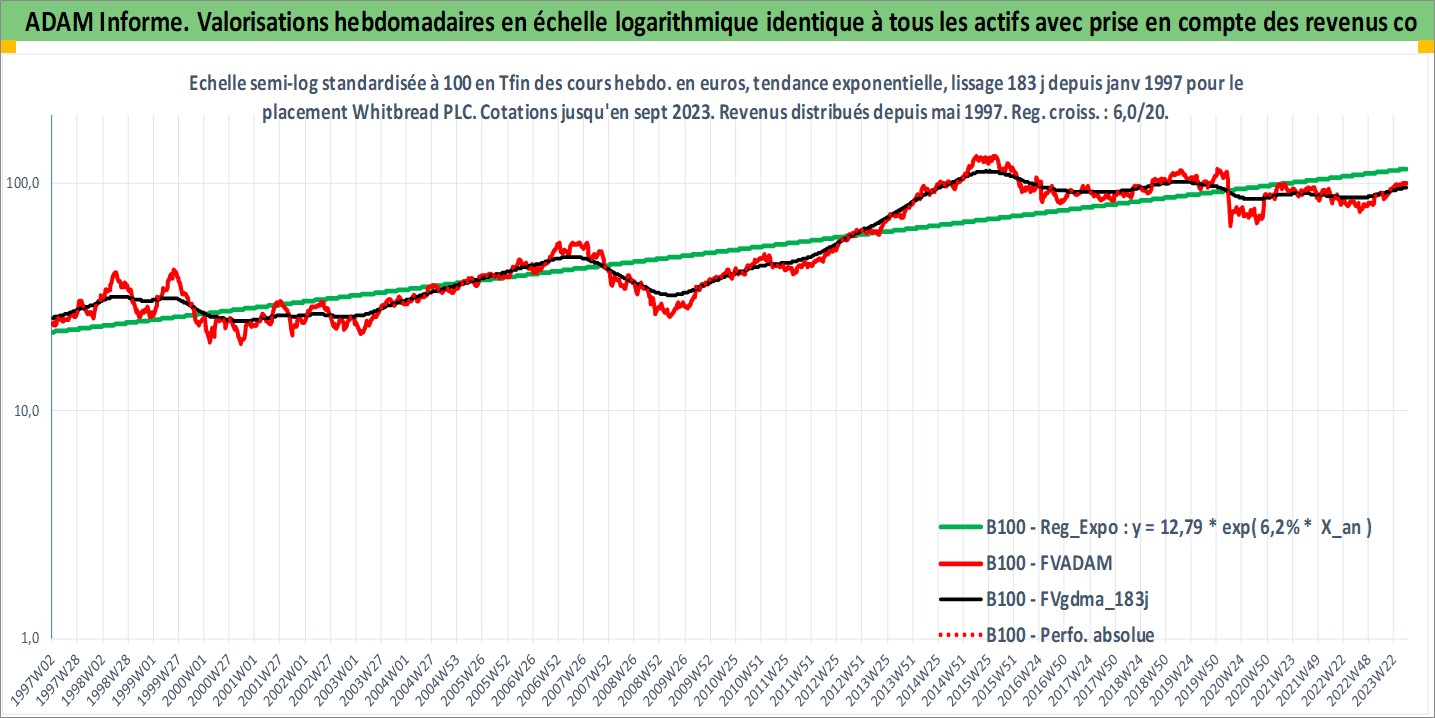 ADAM Informe. Valorisations hebdomadaires en échelle logarithmique identique à tous les actifs avec prise en compte des revenus co
Echelle semi-log standardisée à 100 en Tfin des cours hebdo. en euros, tendance exponentielle, lissage 183 j depuis janv 1997 pour le
placement Whitbread PLC. Cotations jusqu'en sept 2023. Revenus distribués depuis mai 1997. Reg. croiss. : 6,0/20.
100,0
10,0
1,0
B100 - Reg_Expo : y = 12,79 * exp( 6,2% * X_an )
B100 - FVADAM
B100 - FVgdma_183j
B100 - Perfo. absolue
1997W02
1997W28
1998W02
1998W28
1999W01
1999W27
2000W01
2000W27
2001W01
2001W27
2002W01
2002W27
2003W01
2003W27
2004W01
2004W27
2004W53
2005W26
2005W52
2006W26
2006W52
2007W26
2007W52
2008W26
2008W52
2009W26
2009W52
2010W25
2010W51
2011W25
2011W51
2012W25
2012W51
2013W25
2013W51
2014W25
2014W51
2015W25
2015W51
2016W24
2016W50
2017W24
2017W50
2018W24
2018W50
2019W24
2019W50
2020W24
2020W50
2021W23
2021W49
2022W22
2022W48
2023W22